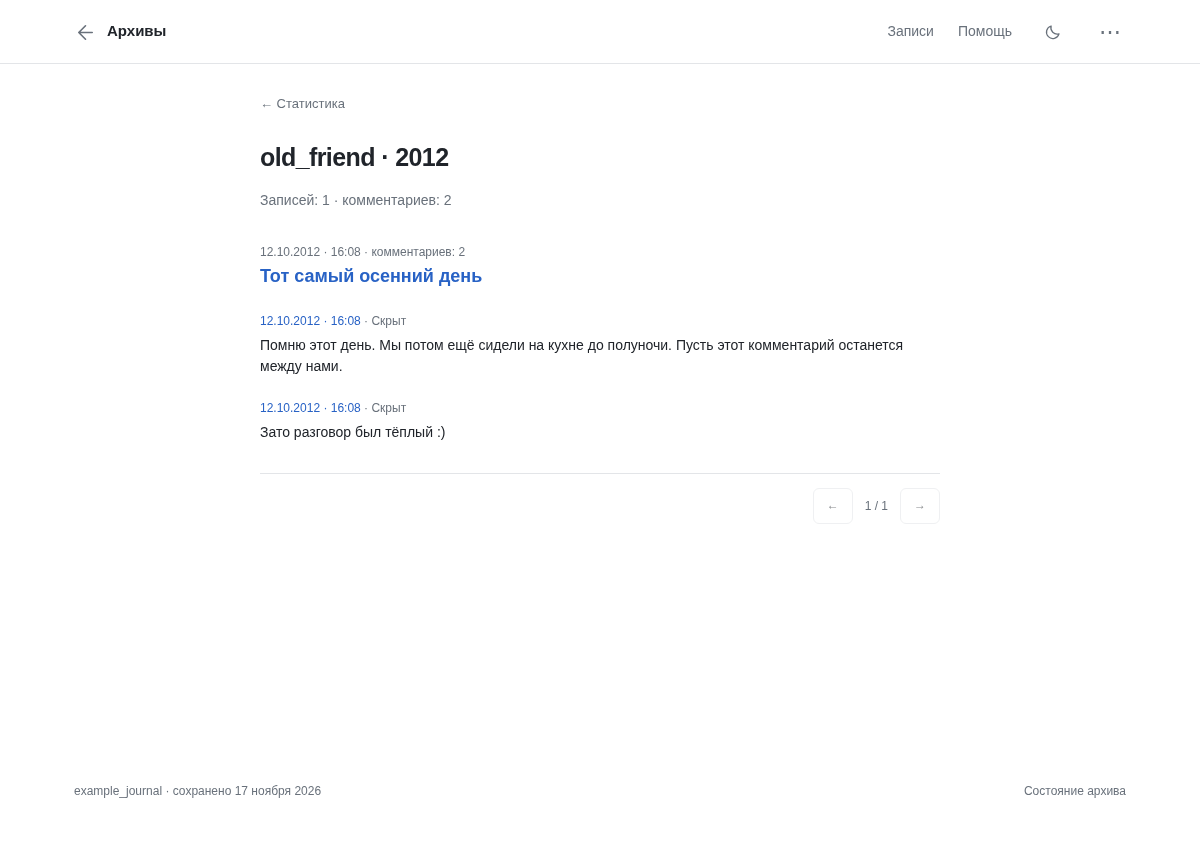 Архивы
Записи
Помощь
← Статистика
old_friend · 2012
Записей: 1 · комментариев: 2
12.10.2012 · 16:08 · комментариев: 2
Тот самый осенний день
12.10.2012 · 16:08 · Скрыт
Помню этот день. Мы потом ещё сидели на кухне до полуночи. Пусть этот комментарий останется
между нами.
12.10.2012 · 16:08 · Скрыт
Зато разговор был тёплый :)
← 1 / 1 →
example_journal · сохранено 17 ноября 2026
Состояние архива